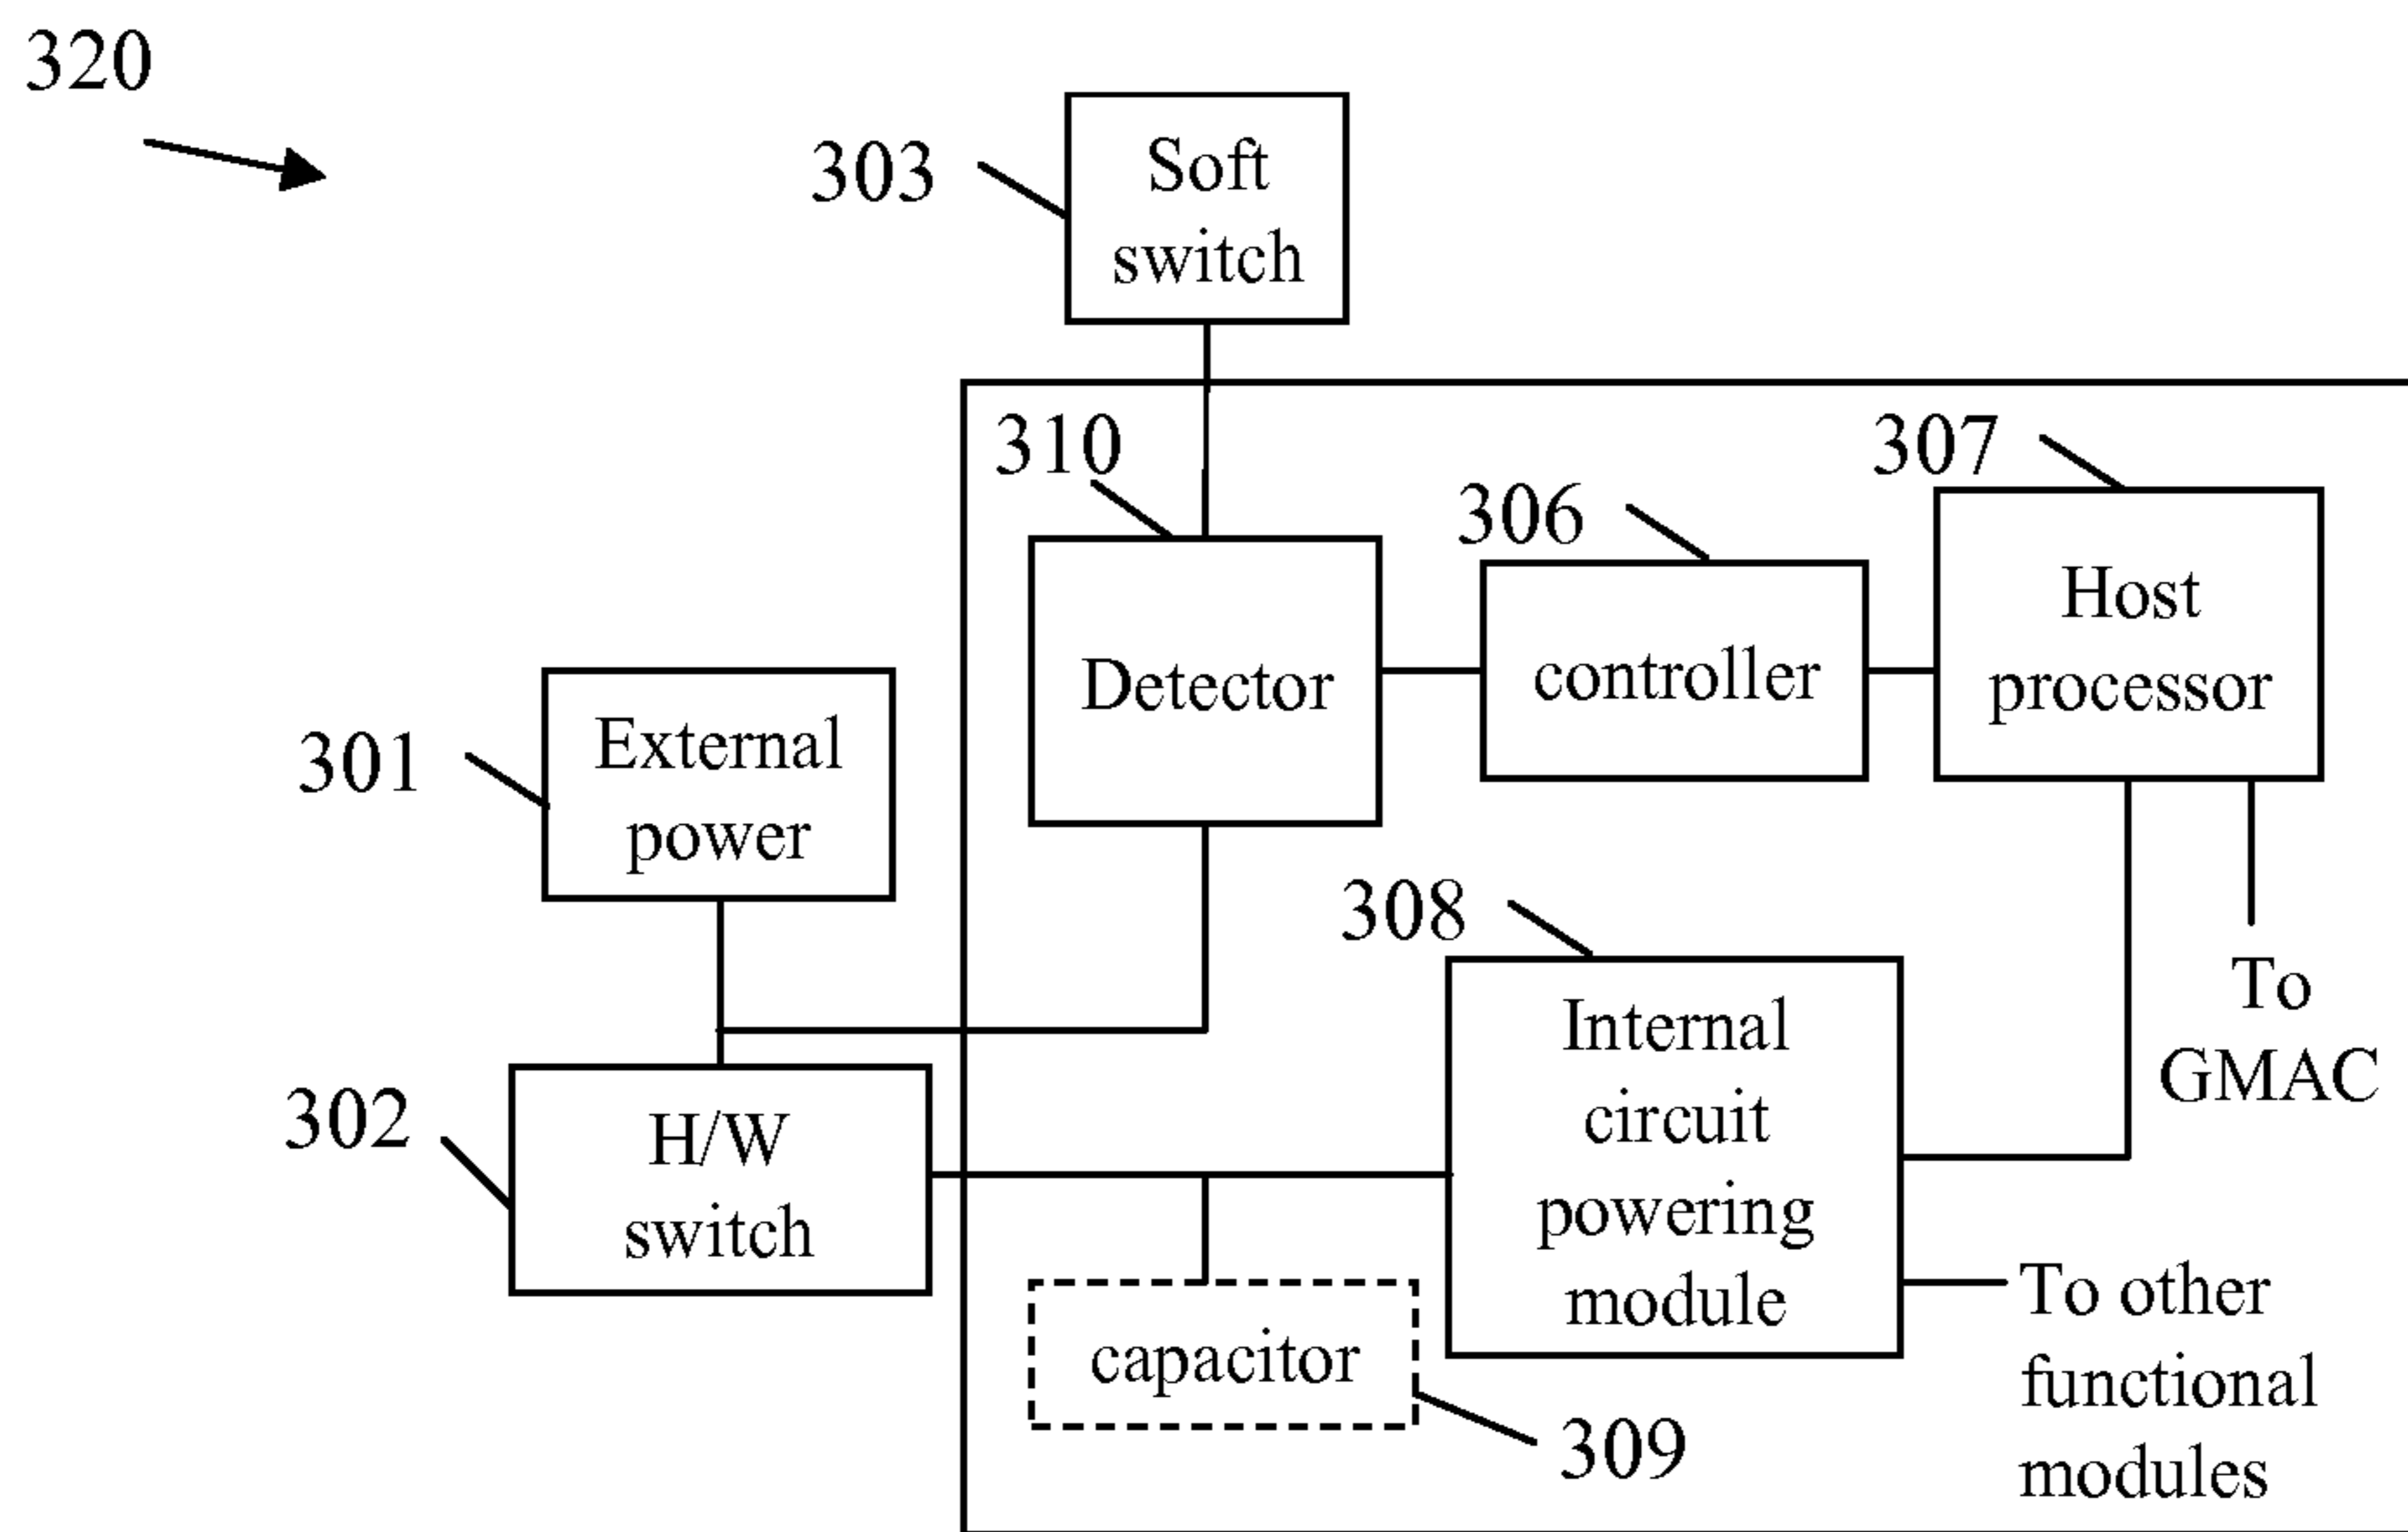 320
303
Soft
switch
310
307
306
Host
processor
Detector
controller
External
power
301
308
To
GMAC
Internal
circuit
powering
module
302
H/W
switch
To other
functional
modules
capacitor
309